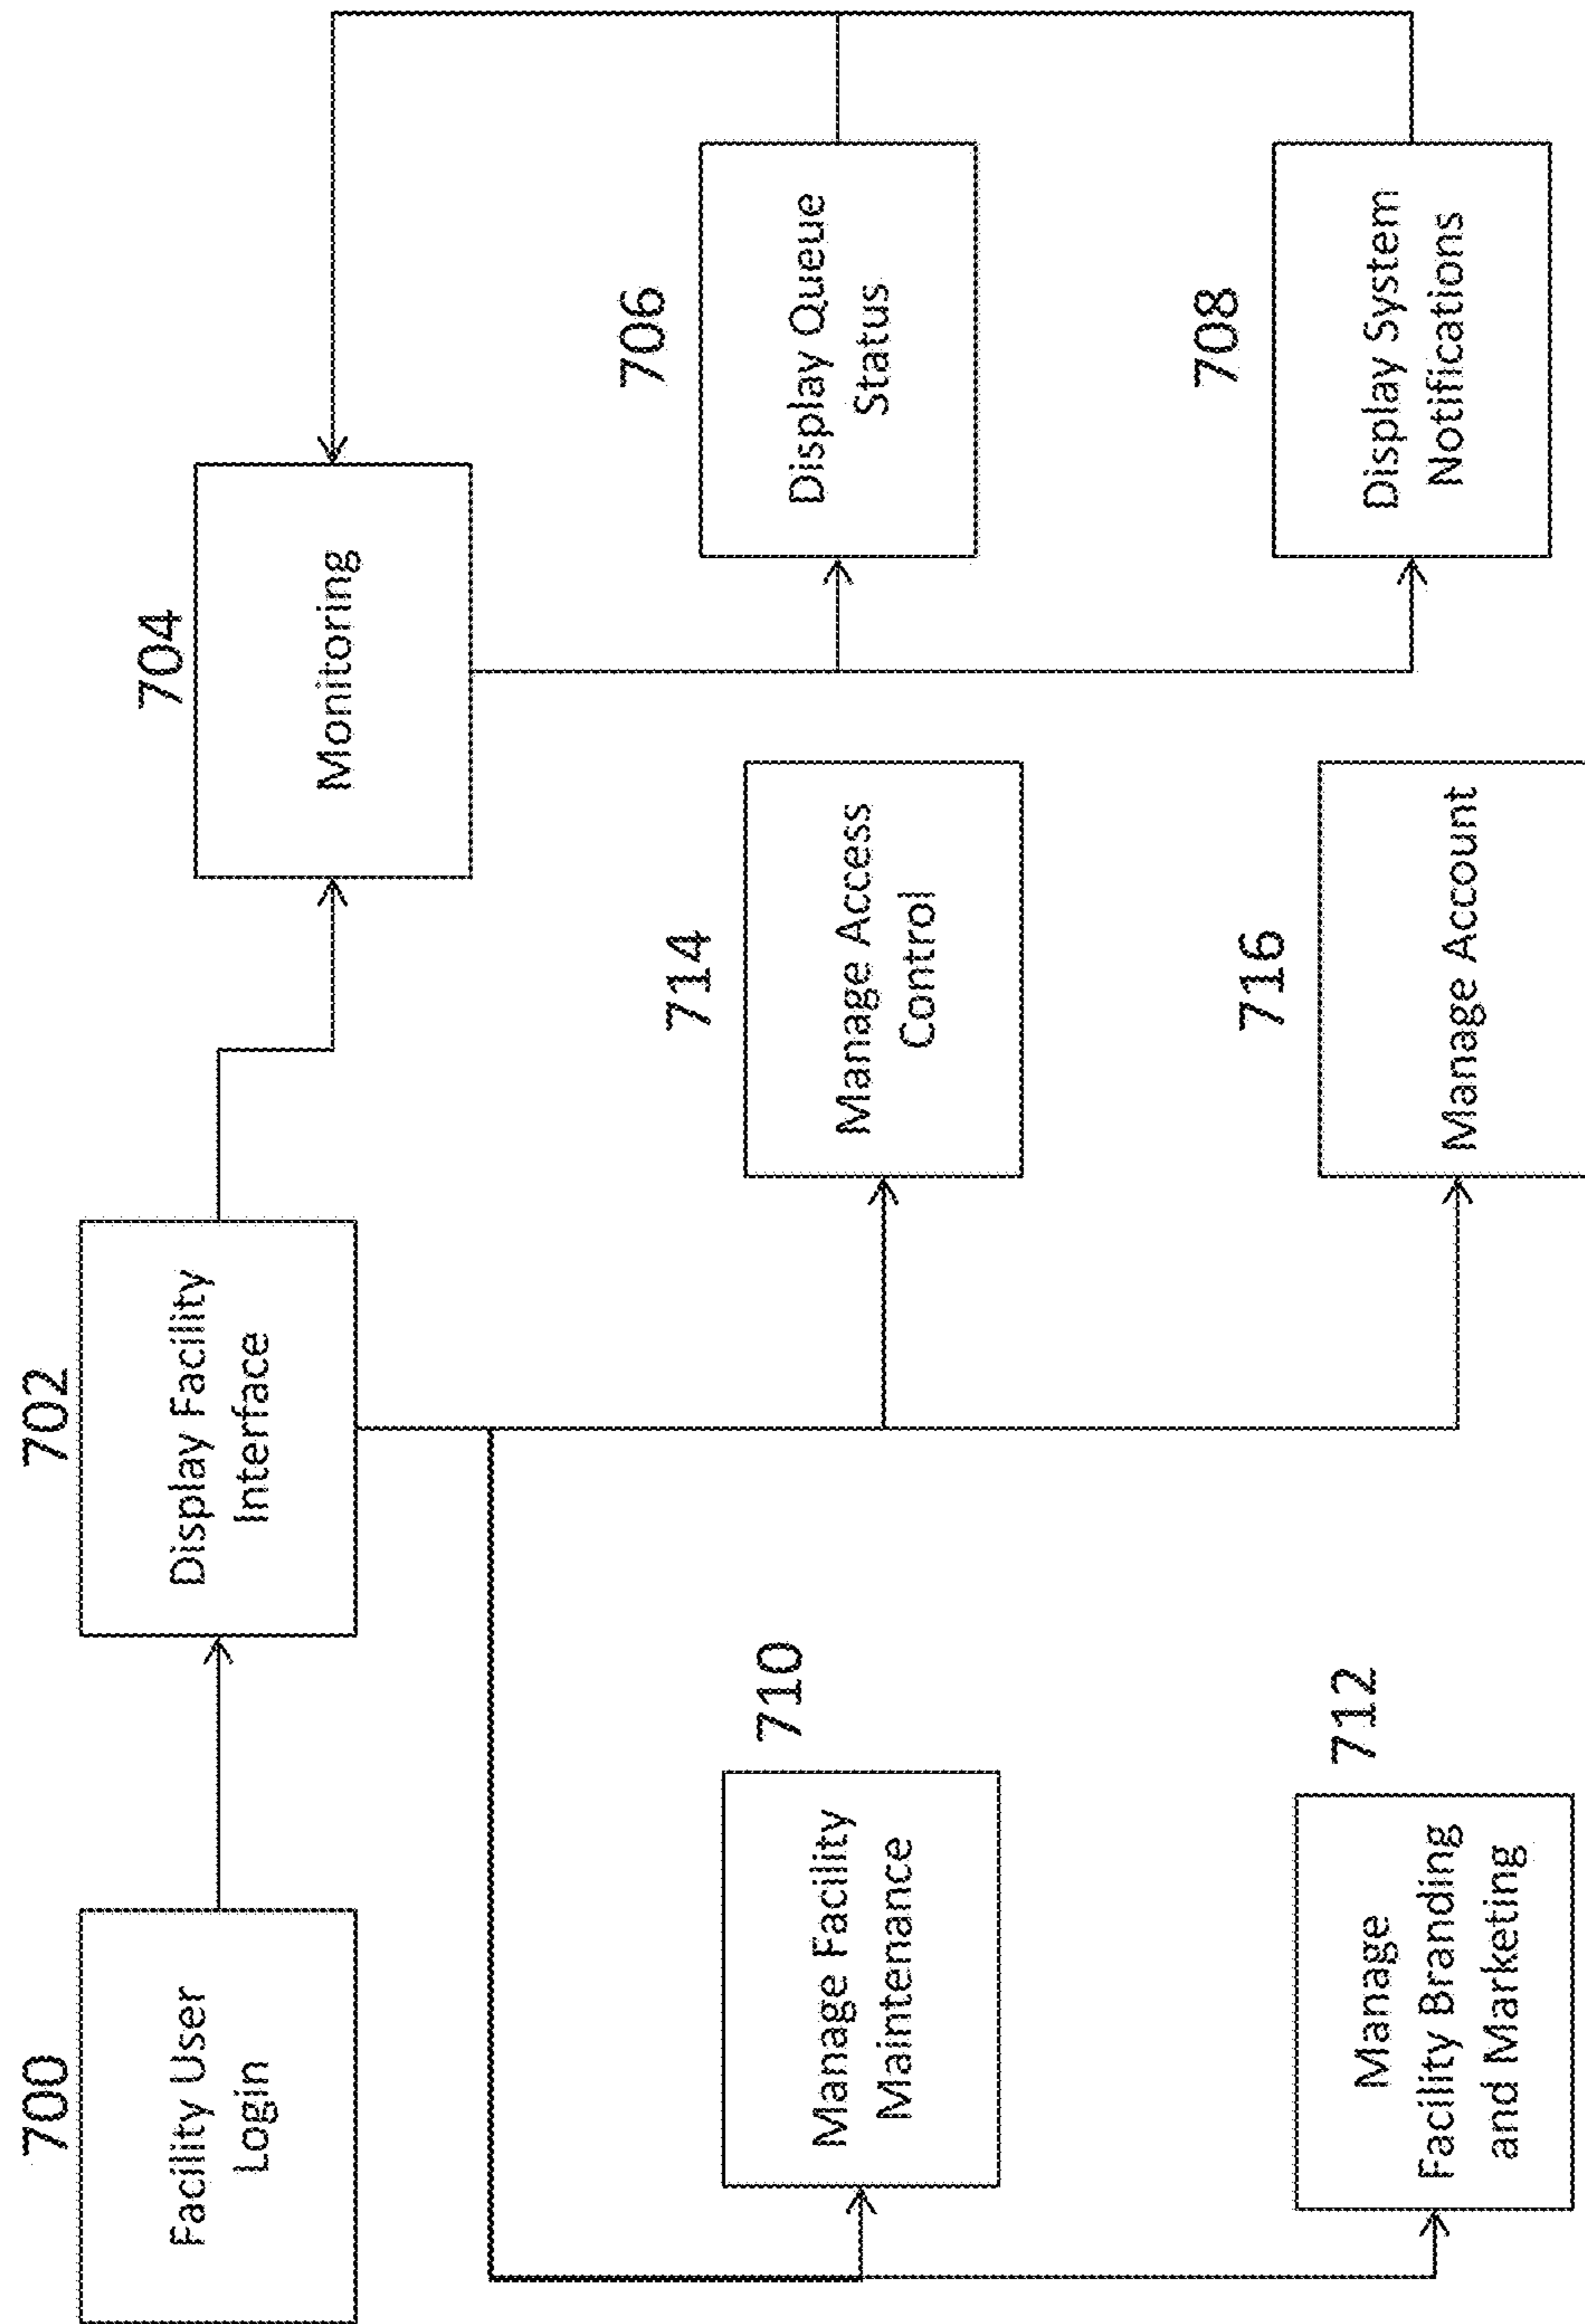 700
Facility User
Login
702
Display Facility
Interface
704
Monitoring
706
Display Queue
Status
708
Display System
Notifications
710
Manage Facility
Maintenance
712
Manage
Facility Branding
and Marketing
714
Manage Access
Control
716
Manage Account